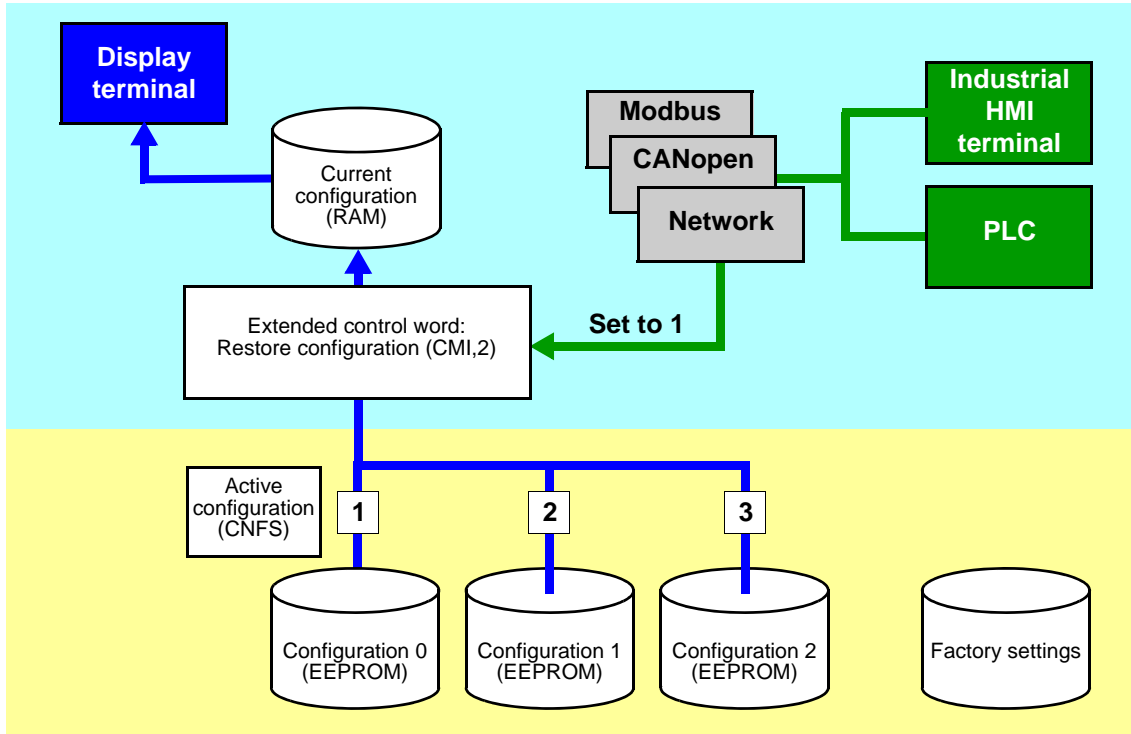 Display
terminal
Modbus
CANopen
Network
Industrial
HMI
terminal
PLC
Current
configuration
(RAM)
Extended control word:
Restore configuration (CMI,2)
Set to 1
Active
configuration
(CNFS)
1
2
3
Configuration 0
(EEPROM)
Configuration 1
(EEPROM)
Configuration 2
(EEPROM)
Factory settings